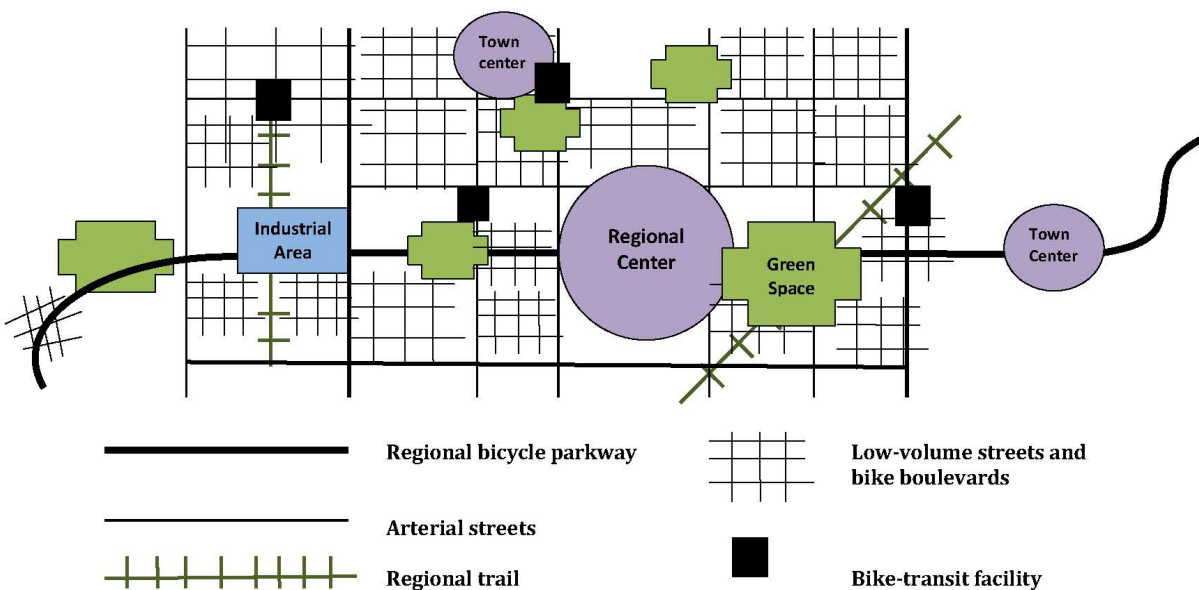 Town
center
Industrial
Area
Regional
Center
Green
Space
Town
Center
Regional bicycle parkway
Low-volume streets and
bike boulevards
Arterial streets
Regional trail
Bike-transit facility